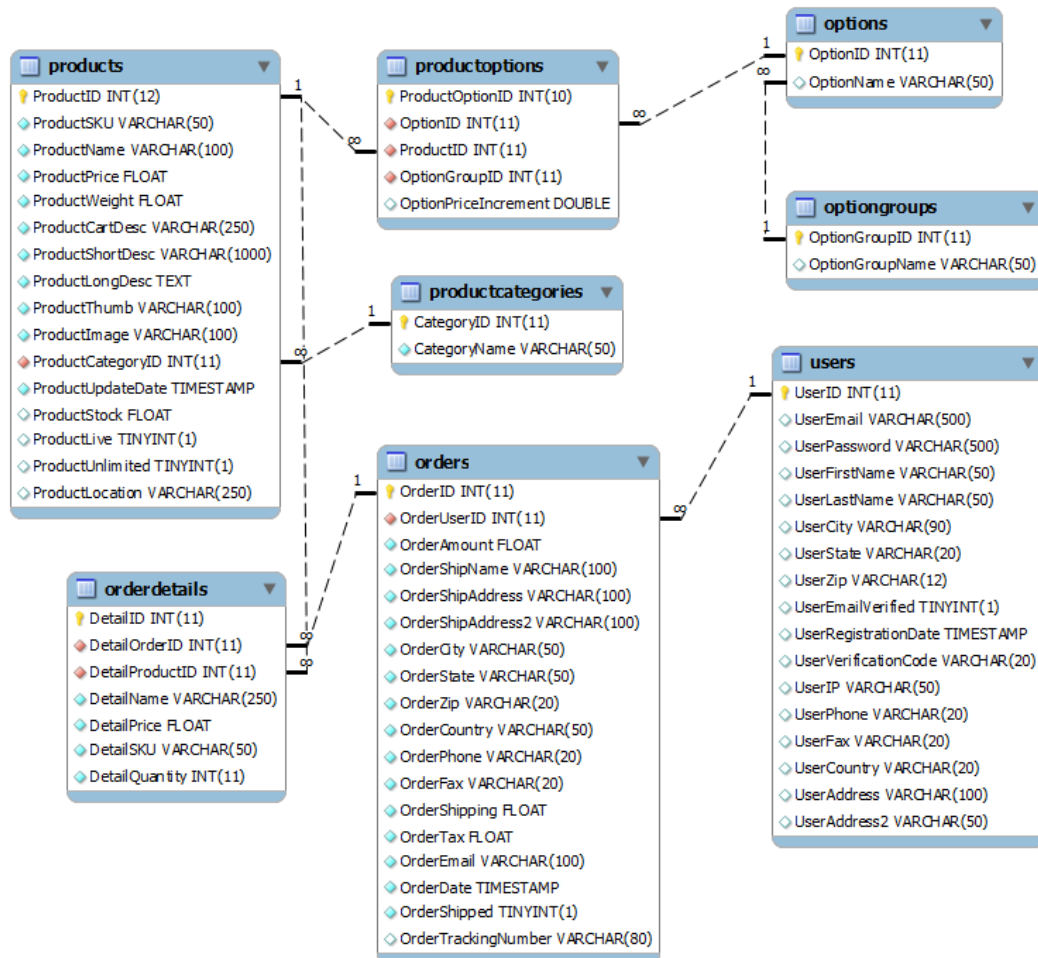 products
ProductID INT(12)
ProductSKU VARCHAR(50)
ProductName VARCHAR(100)
ProductPrice FLOAT
ProductWeight FLOAT
ProductCartDesc VARCHAR(250)
ProductShortDesc VARCHAR(1000)
ProductLongDesc TEXT
ProductThumb VARCHAR(100)
ProductImage VARCHAR(100)
ProductCategoryID INT(11)
ProductUpdateDate TIMESTAMP
ProductStock FLOAT
ProductLive TINYINT(1)
ProductUnlimited TINYINT(1)
ProductLocation VARCHAR(250)
1
∞
productoptions
ProductOptionID INT(10)
OptionID INT(11)
ProductID INT(11)
OptionGroupID INT(11)
OptionPriceIncrement DOUBLE
∞
∞
1
options
OptionID INT(11)
OptionName VARCHAR(50)
∞
1
optiongroups
OptionGroupID INT(11)
OptionGroupName VARCHAR(50)
1
productcategories
CategoryID INT(11)
CategoryName VARCHAR(50)
1
orders
OrderID INT(11)
OrderUserID INT(11)
OrderAmount FLOAT
OrderShipName VARCHAR(100)
OrderShipAddress VARCHAR(100)
OrderShipAddress2 VARCHAR(100)
OrderCity VARCHAR(50)
OrderState VARCHAR(50)
OrderZip VARCHAR(20)
OrderCountry VARCHAR(50)
OrderPhone VARCHAR(20)
OrderFax VARCHAR(20)
OrderShipping FLOAT
OrderTax FLOAT
OrderEmail VARCHAR(100)
OrderDate TIMESTAMP
OrderShipped TINYINT(1)
OrderTrackingNumber VARCHAR(80)
∞
1
users
UserID INT(11)
UserEmail VARCHAR(500)
UserPassword VARCHAR(500)
UserFirstName VARCHAR(50)
UserLastName VARCHAR(50)
UserCity VARCHAR(90)
UserState VARCHAR(20)
UserZip VARCHAR(12)
UserEmailVerified TINYINT(1)
UserRegistrationDate TIMESTAMP
UserVerificationCode VARCHAR(20)
UserIP VARCHAR(50)
UserPhone VARCHAR(20)
UserFax VARCHAR(20)
UserCountry VARCHAR(20)
UserAddress VARCHAR(100)
UserAddress2 VARCHAR(50)
orderdetails
DetailID INT(11)
DetailOrderID INT(11)
DetailProductID INT(11)
DetailName VARCHAR(250)
DetailPrice FLOAT
DetailSKU VARCHAR(50)
DetailQuantity INT(11)
∞
∞